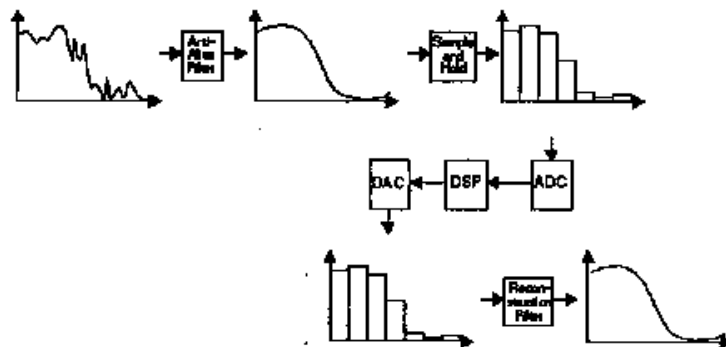 Anti-
Alias
Filter
Sample
and
Hold
DAC
DSP
ADC
Recon-
struction
Filter